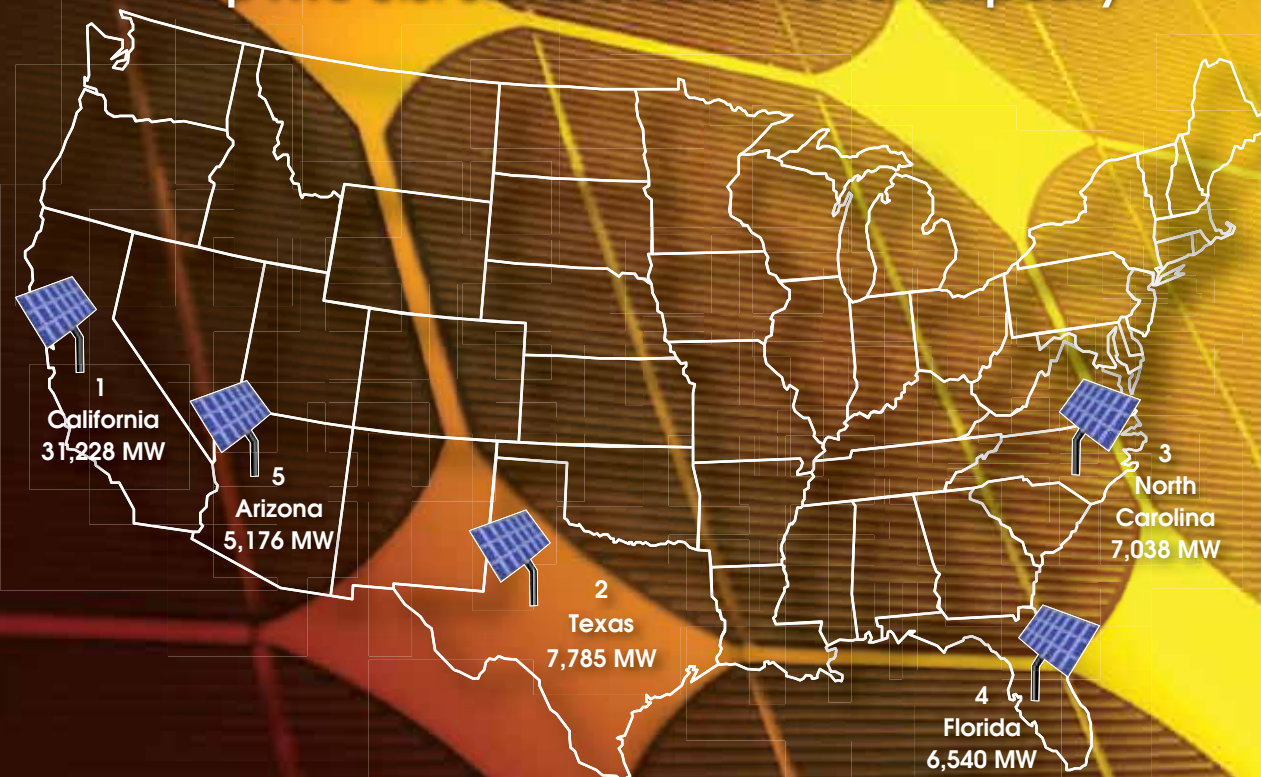 1
California
31,228 MW
5
Arizona
5,176 MW
2
Texas
7,785 MW
3
North
Carolina
7,038 MW
4
Florida
6,540 MW